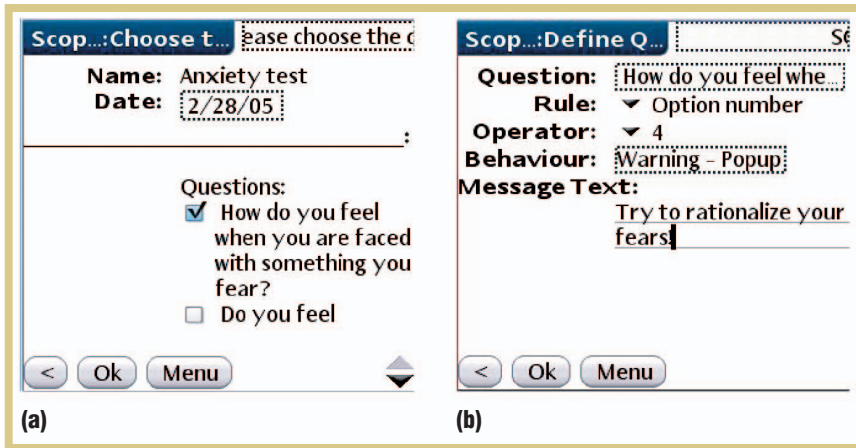 Scop...:Choose t...
ease choose the
Name: Anxiety test
Date: 2/28/05
:
Questions:
How do you feel
when you are faced
with something you
fear?
Do you feel
< Ok Menu
(a)
Scop...:Define Q...
Question: How do you feel whe...
Rule: Option number
Operator: 4
Behaviour: Warning - Popup
Message Text:
Try to rationalize your
fears!
< Ok Menu
(b)